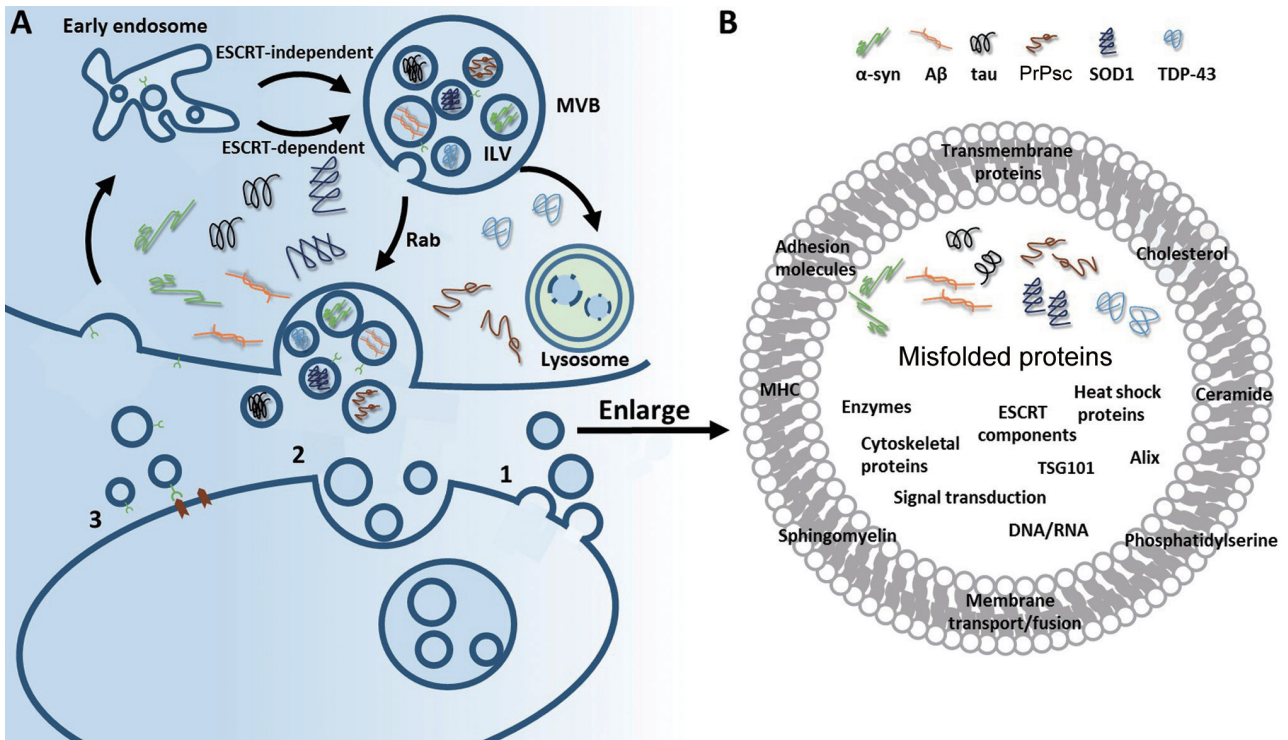 A
Early endosome
ESCRT-independent
ESCRT-dependent
MVB
ILV
Rab
Lysosome
Enlarge
1
2
3
B
α-syn
Aβ
tau
PrPsc
SOD1
TDP-43
Transmembrane
proteins
Adhesion
molecules
Cholesterol
Misfolded proteins
MHC
Ceramide
Enzymes
Heat shock
proteins
ESCRT
components
Cytoskeletal
proteins
TSG101
Alix
Signal transduction
DNA/RNA
Sphingomyelin
Phosphatidylserine
Membrane
transport/fusion